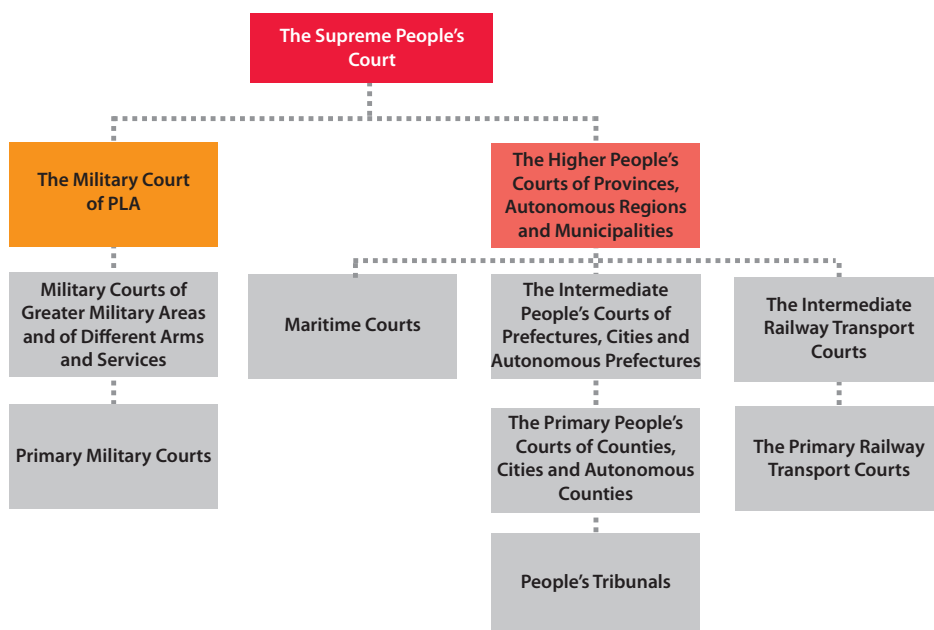 The Supreme People’s
Court
The Military Court
of PLA
The Higher People’s
Courts of Provinces,
Autonomous Regions
and Municipalities
Military Courts of
Greater Military Areas
and of Different Arms
and Services
Maritime Courts
The Intermediate
People’s Courts of
Prefectures, Cities and
Autonomous Prefectures
The Intermediate
Railway Transport
Courts
Primary Military Courts
The Primary People’s
Courts of Counties,
Cities and Autonomous
Counties
The Primary Railway
Transport Courts
People’s Tribunals